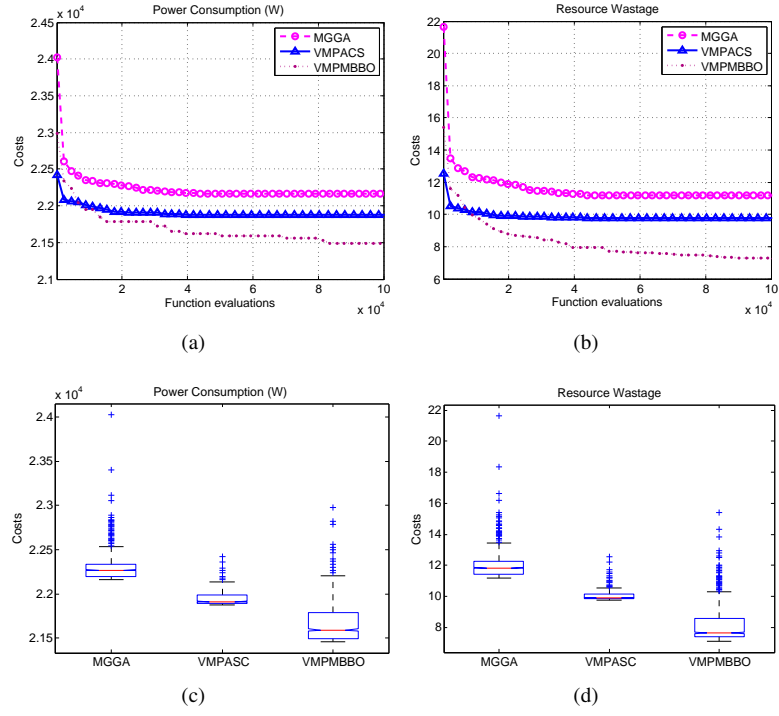 x 10^4
Power Consumption (W)
2.45
2.4
2.35
2.3
2.25
2.2
2.15
2.1
Costs
MGGA
VMPACS
VMPMBBO
2 4 6 8 10
Function evaluations
x 10^4
(a)
Resource Wastage
22
20
18
16
14
12
10
8
6
Costs
MGGA
VMPACS
VMPMBBO
2 4 6 8 10
Function evaluations
x 10^4
(b)
x 10^4
Power Consumption (W)
2.4
2.35
2.3
2.25
2.2
2.15
Costs
MGGA VMPASC VMPMBBO
(c)
Resource Wastage
22
20
18
16
14
12
10
8
Costs
MGGA VMPASC VMPMBBO
(d)